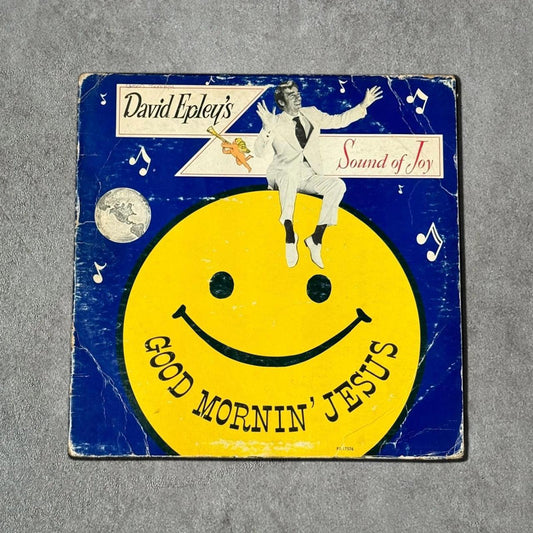 David Epley's
Sound of Joy
GOOD MORNIN' JESUS